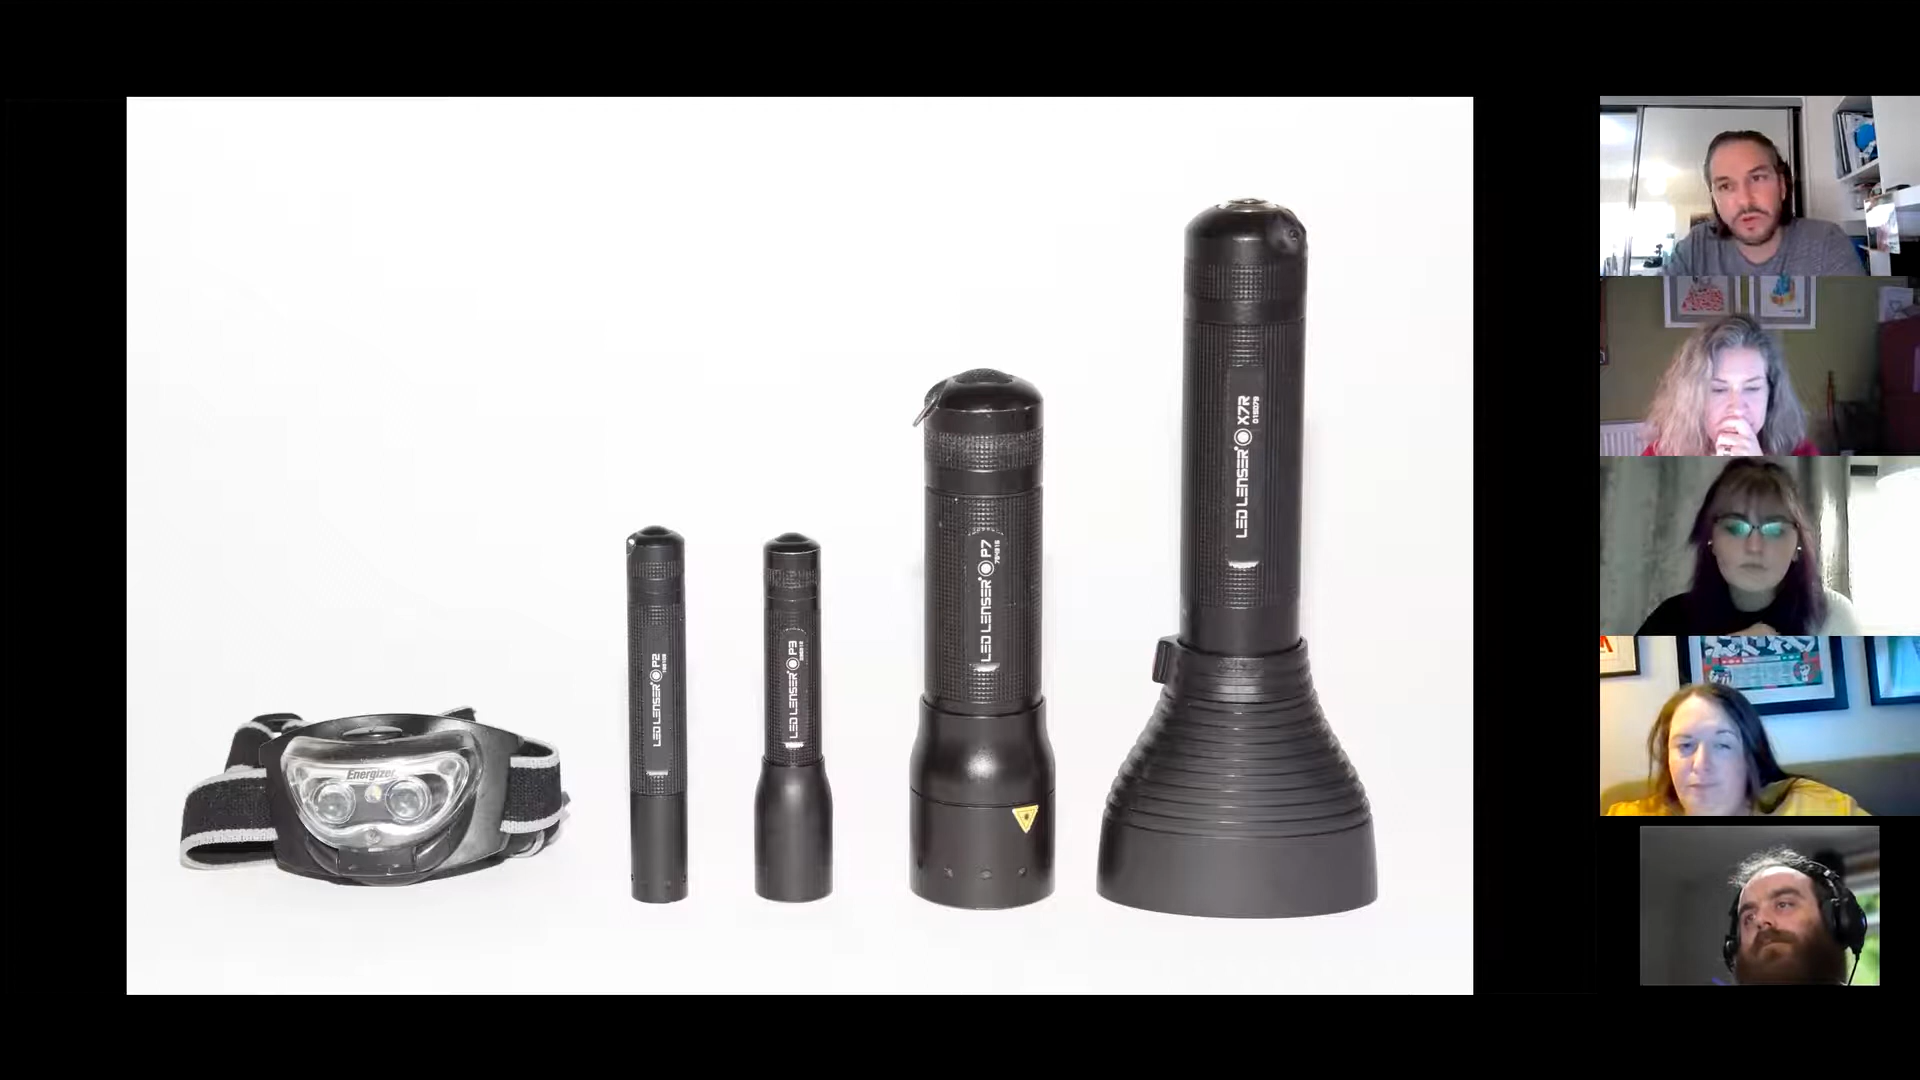 Energizer
LED LENSER P2
LED LENSER P3
LED LENSER P7
LED LENSER X7R